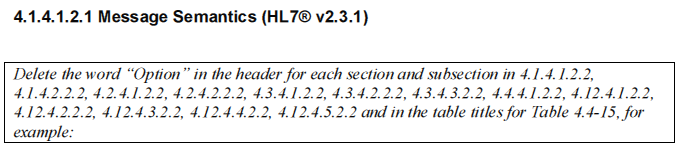 4.1.4.1.2.1 Message Semantics (HL7® v2.3.1)
Delete the word “Option” in the header for each section and subsection in 4.1.4.1.2.2,
4.1.4.2.2.2, 4.2.4.1.2.2, 4.2.4.2.2.2, 4.3.4.1.2.2, 4.3.4.2.2.2, 4.3.4.3.2.2, 4.4.4.1.2.2, 4.12.4.1.2.2,
4.12.4.2.2.2, 4.12.4.3.2.2, 4.12.4.4.2.2, 4.12.4.5.2.2 and in the table titles for Table 4.4-15, for
example: